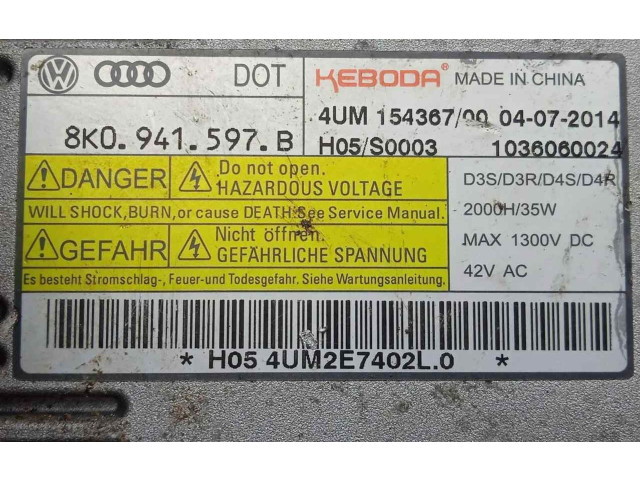 DOT KEBODA MADE IN CHINA
8K0.941.597.B
4UM 154367/00 04-07-2014
H05/S0003 1036060024
DANGER
Do not open.
HAZARDOUS VOLTAGE
WILL SHOCK, BURN, or cause DEATH. See Service Manual.
GEFAHR
Nicht öffnen.
GEFÄHRLICHE SPANNUNG
Es besteht Stromschlag-, Feuer-und Todesgefahr. Siehe Wartungsanleitung.
D3S/D3R/D4S/D4R
2000H/35W
MAX 1300V DC
42V AC
* H05 4UM2E7402L.0 *